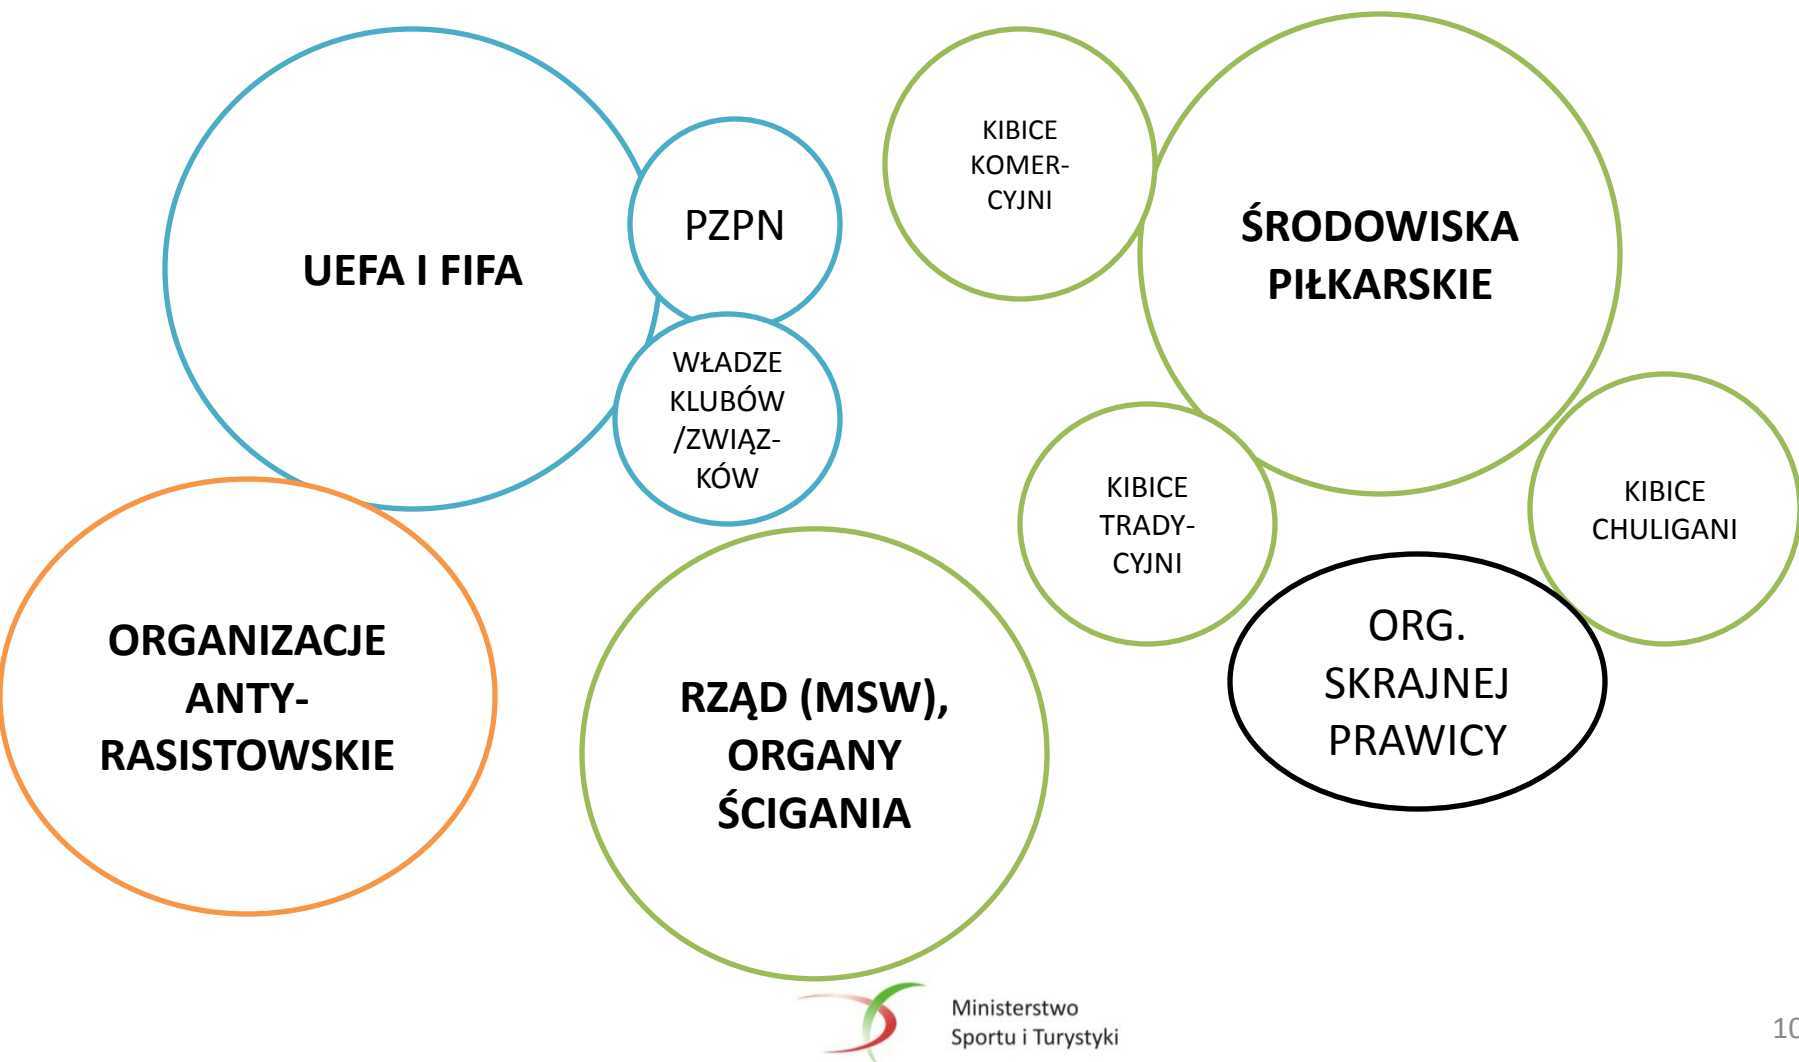 UEFA I FIFA
PZPN
WŁADZE
KLUBÓW
/ZWIĄZ-
KÓW
KIBICE
KOMER-
CYJNI
ŚRODOWISKA
PIŁKARSKIE
KIBICE
TRADY-
CYJNI
KIBICE
CHULIGANI
ORGANIZACJE
ANTY-
RASISTOWSKIE
RZĄD (MSW),
ORGANY
ŚCIGANIA
ORG.
SKRAJNEJ
PRAWICY
Ministerstwo
Sportu i Turystyki
10